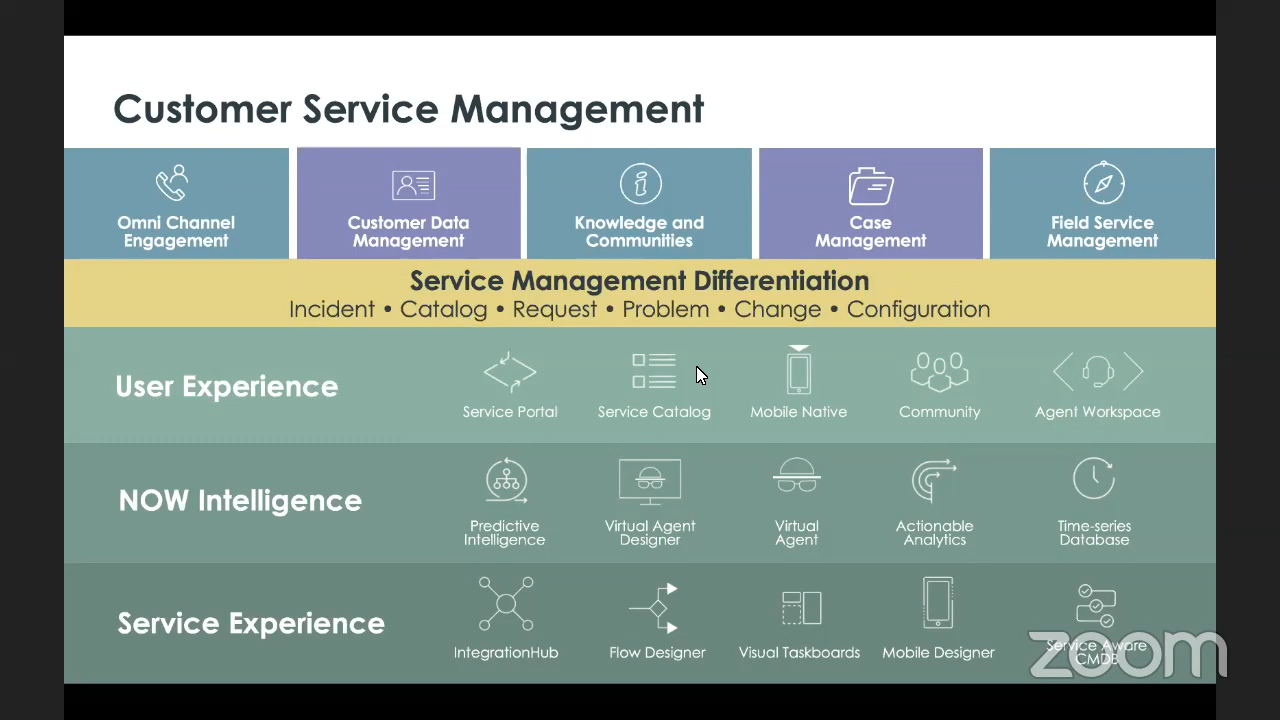 Customer Service Management
Omni Channel
Engagement
Customer Data
Management
Knowledge and
Communities
Case
Management
Field Service
Management
Service Management Differentiation
Incident • Catalog • Request • Problem • Change • Configuration
User Experience
Service Portal
Service Catalog
Mobile Native
Community
Agent Workspace
NOW Intelligence
Predictive
Intelligence
Virtual Agent
Designer
Virtual
Agent
Actionable
Analytics
Time-series
Database
Service Experience
IntegrationHub
Flow Designer
Visual Taskboards
Mobile Designer
Service Aware
CMDB
zoom